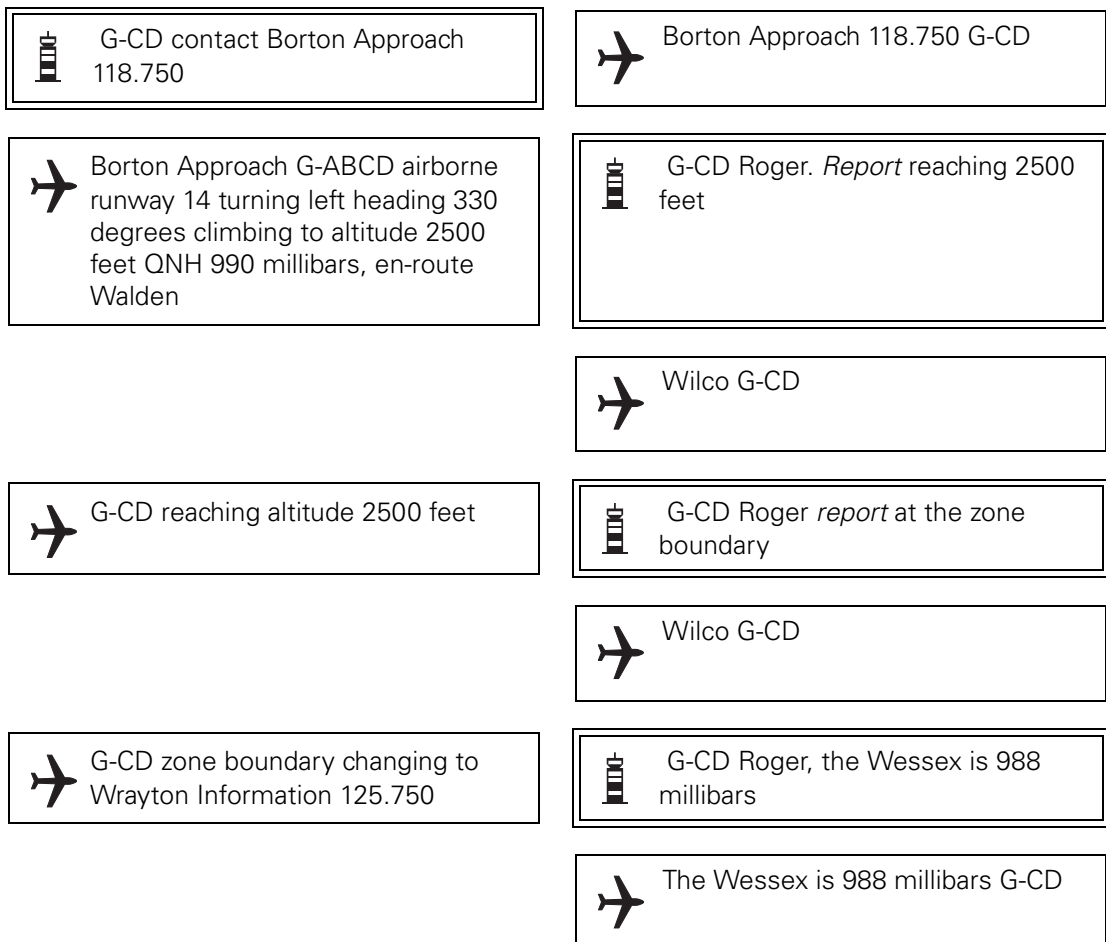 G-CD contact Borton Approach
118.750
Borton Approach 118.750 G-CD
Borton Approach G-ABCD airborne
runway 14 turning left heading 330
degrees climbing to altitude 2500
feet QNH 990 millibars, en-route
Walden
G-CD Roger. Report reaching 2500
feet
Wilco G-CD
G-CD reaching altitude 2500 feet
G-CD Roger report at the zone
boundary
Wilco G-CD
G-CD zone boundary changing to
Wrayton Information 125.750
G-CD Roger, the Wessex is 988
millibars
The Wessex is 988 millibars G-CD